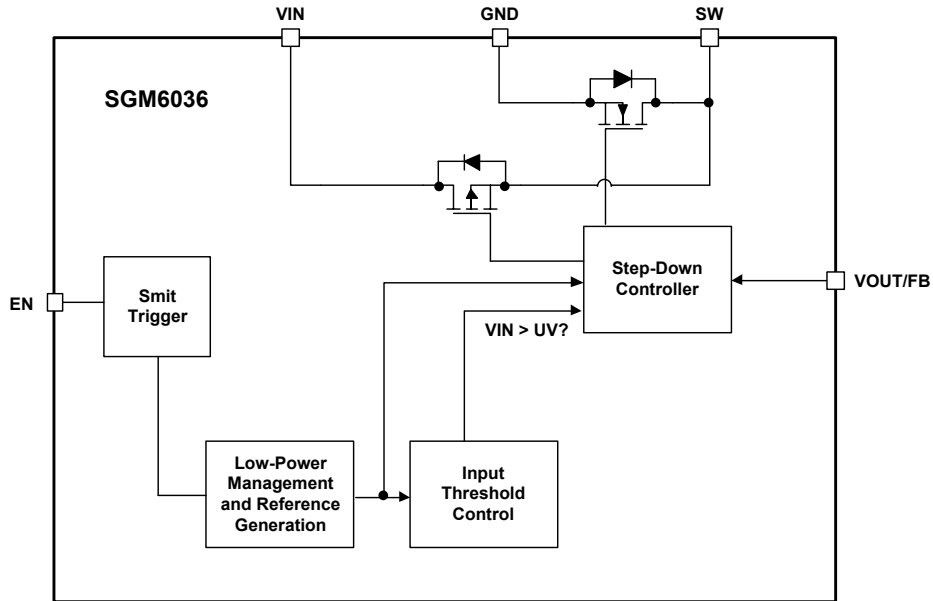 VIN
GND
SW
SGM6036
Step-Down
Controller
VOUT/FB
EN
Smit
Trigger
VIN > UV?
Low-Power
Management
and Reference
Generation
Input
Threshold
Control